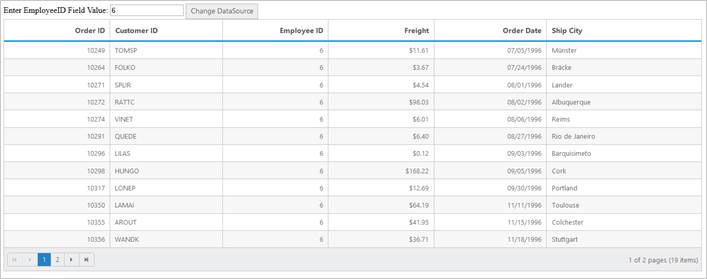 Enter EmployeeID Field Value: 6 Change DataSource
Order ID Customer ID Employee ID Freight Order Date Ship City
10249 TOMSP 6 $11.61 07/05/1996 Münster
10264 FOLKO 6 $3.67 07/24/1996 Bräcke
10271 SPLIR 6 $4.54 08/01/1996 Lander
10272 RATTC 6 $98.03 08/02/1996 Albuquerque
10274 VINET 6 $6.01 08/06/1996 Reims
10291 QUEDE 6 $6.40 08/27/1996 Rio de Janeiro
10296 LILAS 6 $0.12 09/03/1996 Barquisimeto
10298 HUNGO 6 $168.22 09/05/1996 Cork
10317 LONEP 6 $12.69 09/30/1996 Portland
10350 LAMAI 6 $64.19 11/11/1996 Toulouse
10355 AROUT 6 $41.95 11/15/1996 Colchester
10356 WANDK 6 $36.71 11/18/1996 Stuttgart
1 2 1 of 2 pages (19 items)